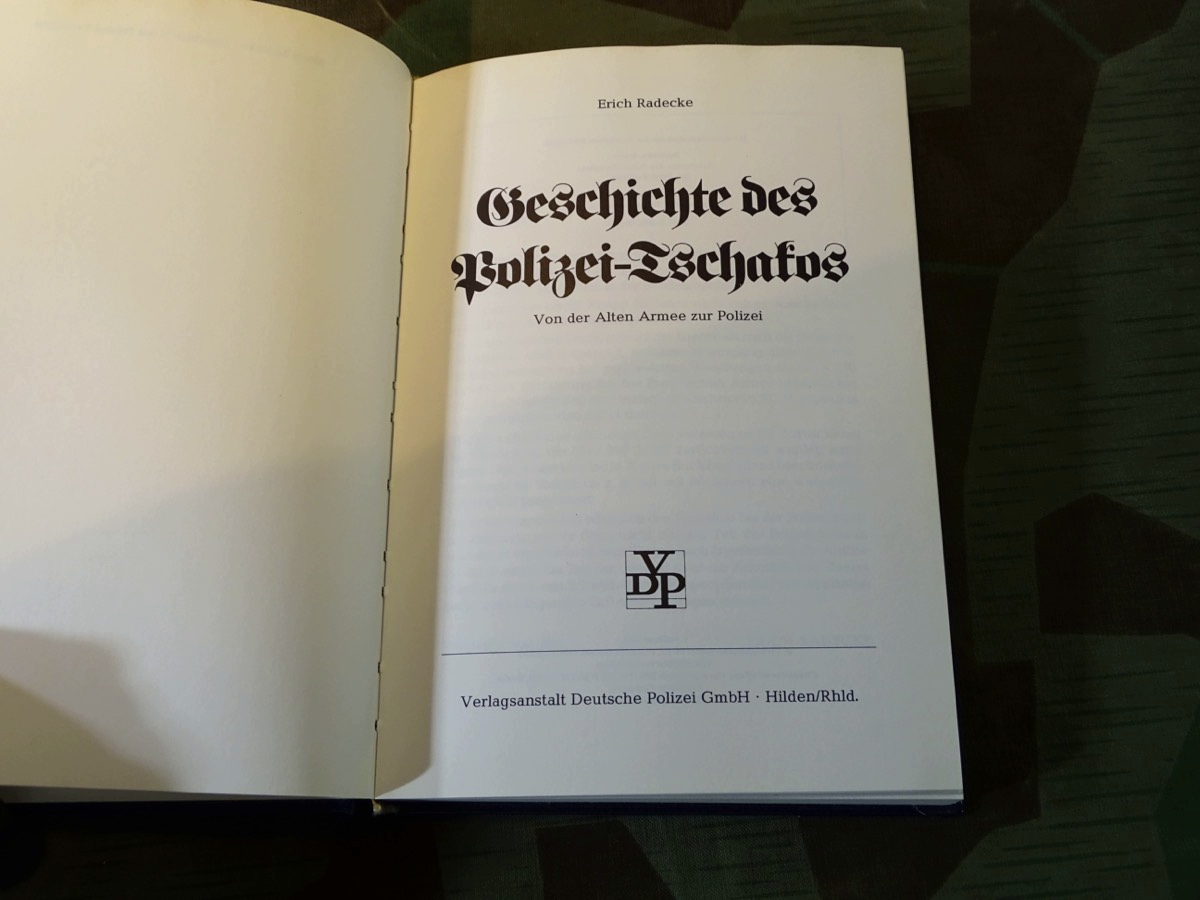 Erich Radecke
Geschichte des
Polizei-Tschakos
Von der Alten Armee zur Polizei
VDP
Verlagsanstalt Deutsche Polizei GmbH · Hilden/Rhld.